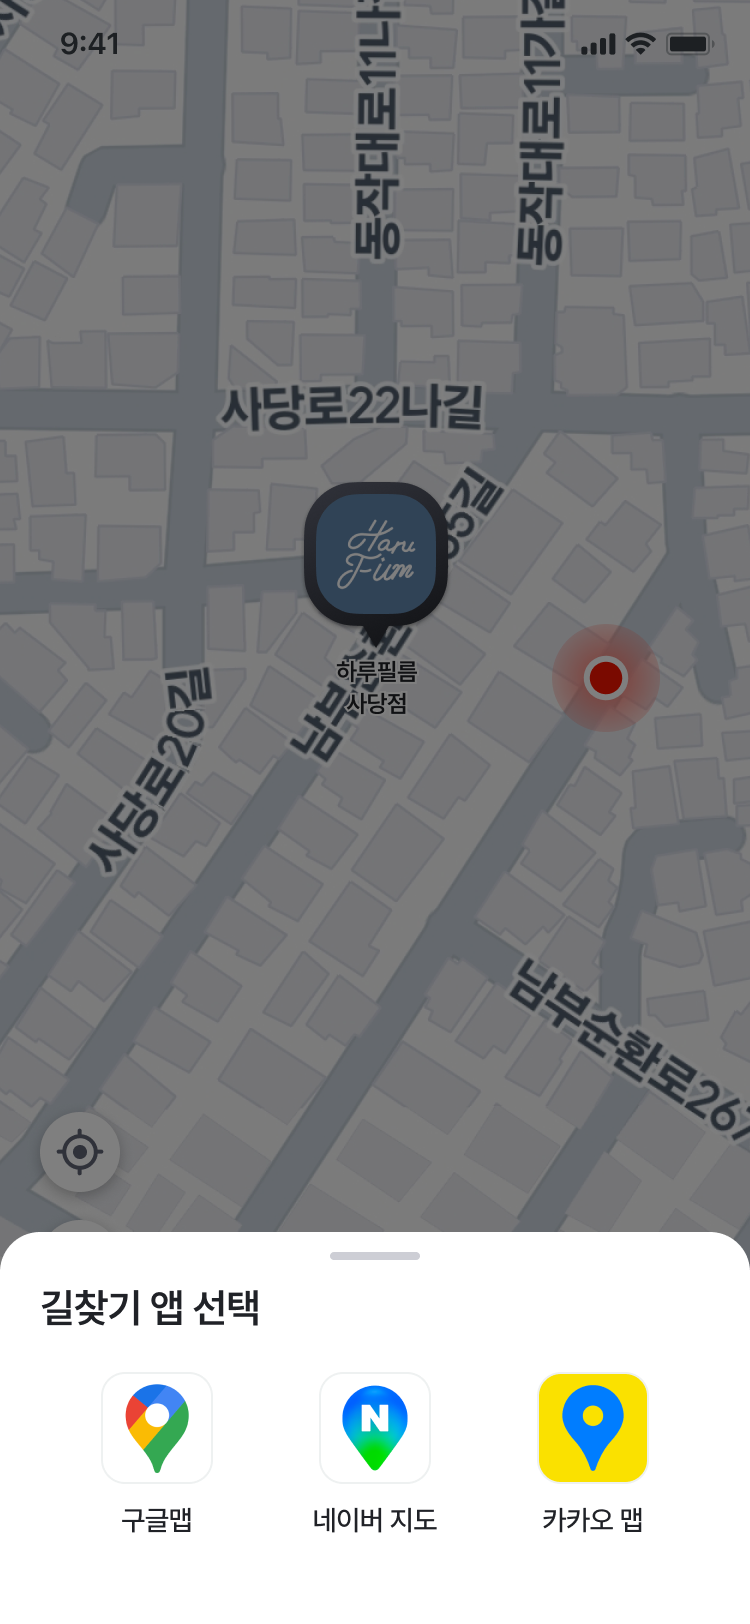 9:41
동작대로11나길
동작대로11가길
사당로22나길
Haru
Fium
하루필름
사당점
사당로20길
남부순환로267
길찾기 앱 선택
N
구글맵
네이버 지도
카카오 맵